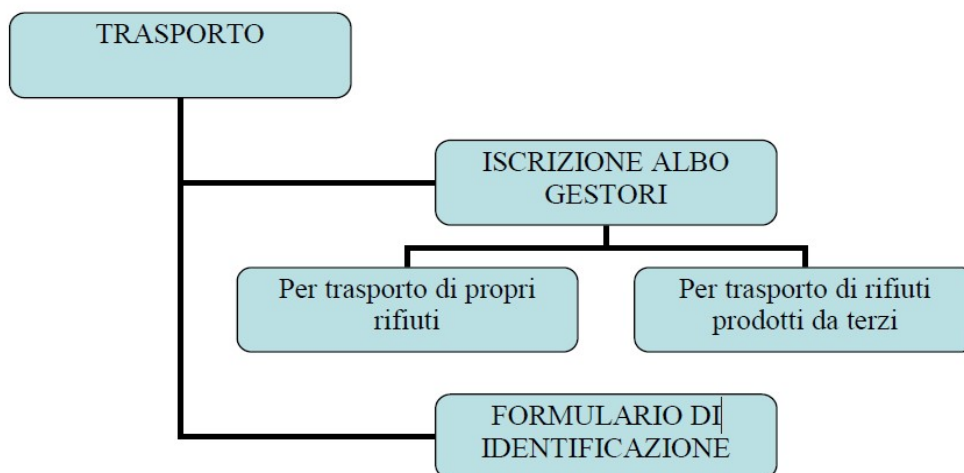 TRASPORTO
ISCRIZIONE ALBO
GESTORI
Per trasporto di propri
rifiuti
Per trasporto di rifiuti
prodotti da terzi
FORMULARIO DI
IDENTIFICAZIONE